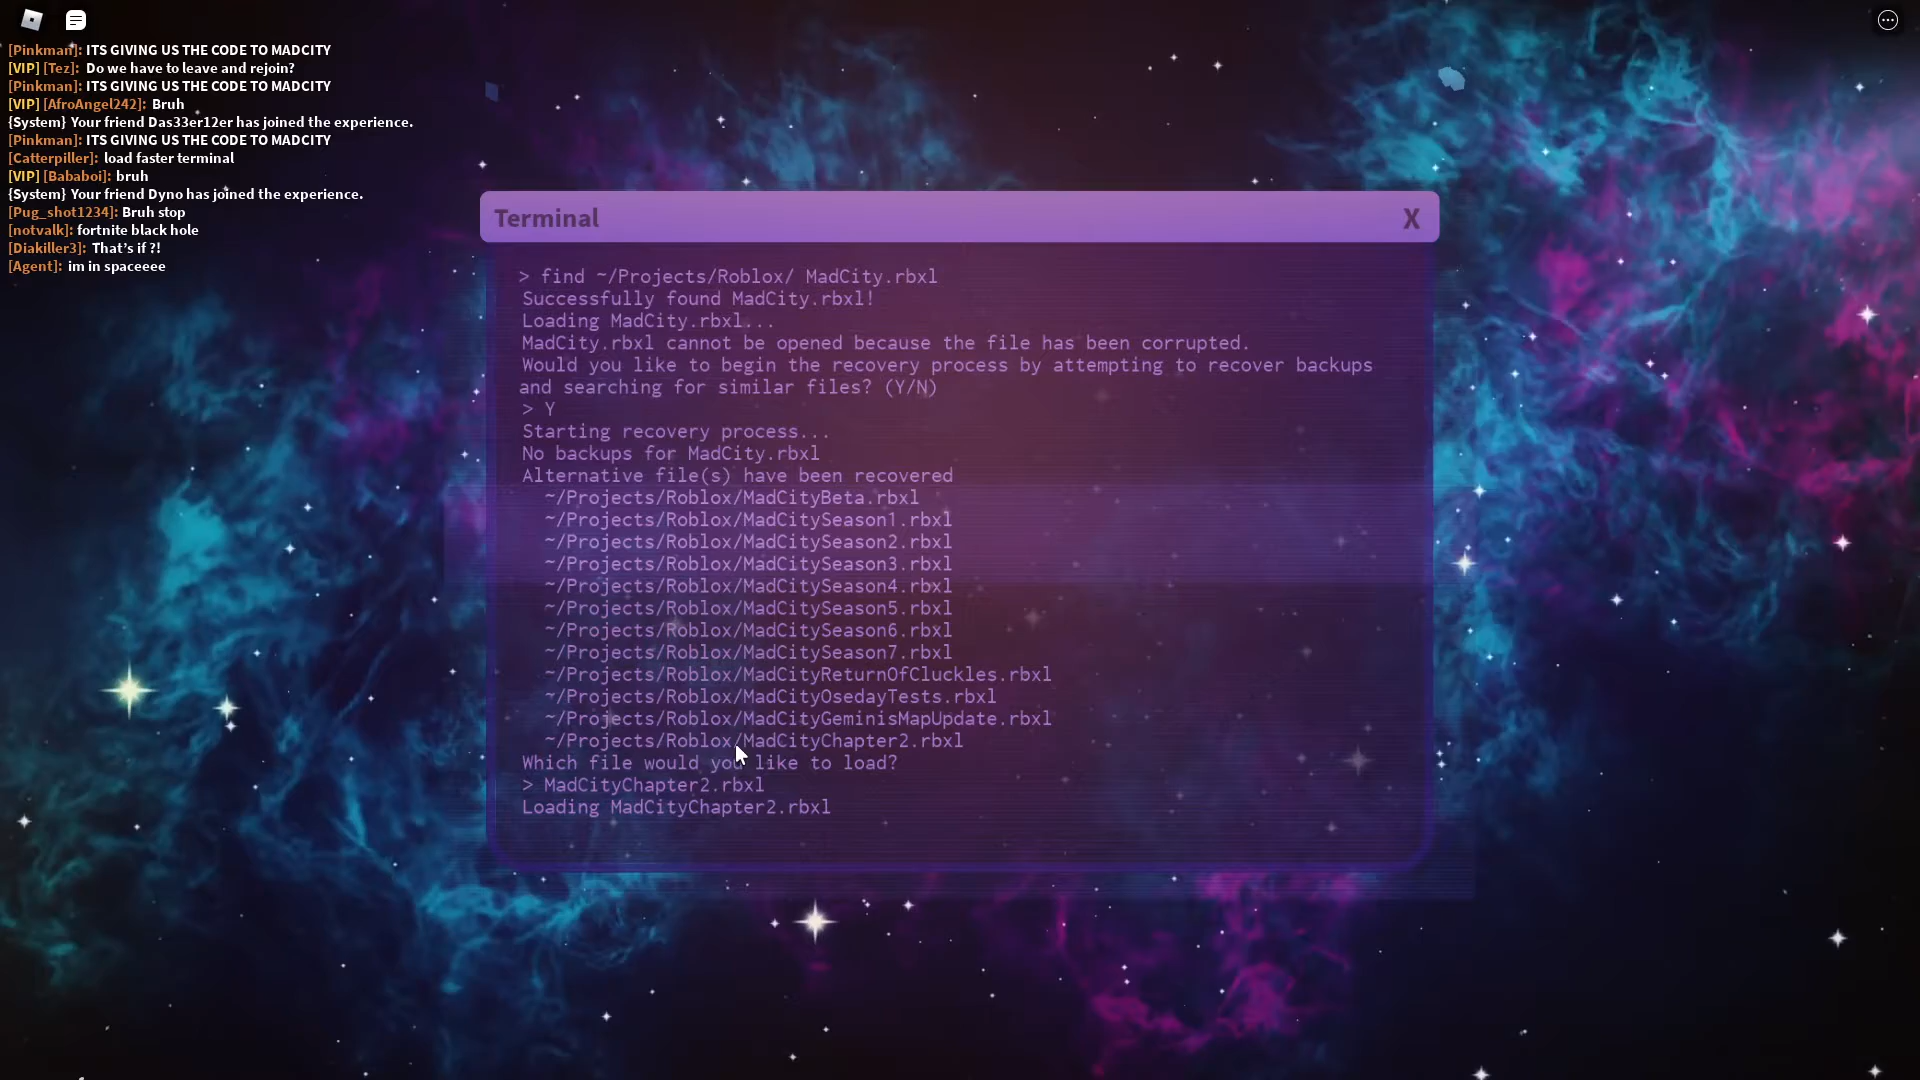 [Pinkman]: ITS GIVING US THE CODE TO MADCITY
[VIP] [Tez]: Do we have to leave and rejoin?
[Pinkman]: ITS GIVING US THE CODE TO MADCITY
[VIP] [AfroAngel242]: Bruh
{System} Your friend Das33er12er has joined the experience.
[Pinkman]: ITS GIVING US THE CODE TO MADCITY
[Catterpiller]: load faster terminal
[VIP] [Bababoi]: bruh
{System} Your friend Dyno has joined the experience.
[Pug_shot1234]: Bruh stop
[notvalk]: fortnite black hole
[Diakiller3]: That's if ?!
[Agent]: im in spaceeee
Terminal X
> find ~/Projects/Roblox/ MadCity.rbxl
Successfully found MadCity.rbxl!
Loading MadCity.rbxl...
MadCity.rbxl cannot be opened because the file has been corrupted.
Would you like to begin the recovery process by attempting to recover backups
and searching for similar files? (Y/N)
> Y
Starting recovery process...
No backups for MadCity.rbxl
Alternative file(s) have been recovered
~/Projects/Roblox/MadCityBeta.rbxl
~/Projects/Roblox/MadCitySeason1.rbxl
~/Projects/Roblox/MadCitySeason2.rbxl
~/Projects/Roblox/MadCitySeason3.rbxl
~/Projects/Roblox/MadCitySeason4.rbxl
~/Projects/Roblox/MadCitySeason5.rbxl
~/Projects/Roblox/MadCitySeason6.rbxl
~/Projects/Roblox/MadCitySeason7.rbxl
~/Projects/Roblox/MadCityReturnOfCluckles.rbxl
~/Projects/Roblox/MadCityOsedayTests.rbxl
~/Projects/Roblox/MadCityGeminisMapUpdate.rbxl
~/Projects/Roblox/MadCityChapter2.rbxl
Which file would you like to load?
> MadCityChapter2.rbxl
Loading MadCityChapter2.rbxl